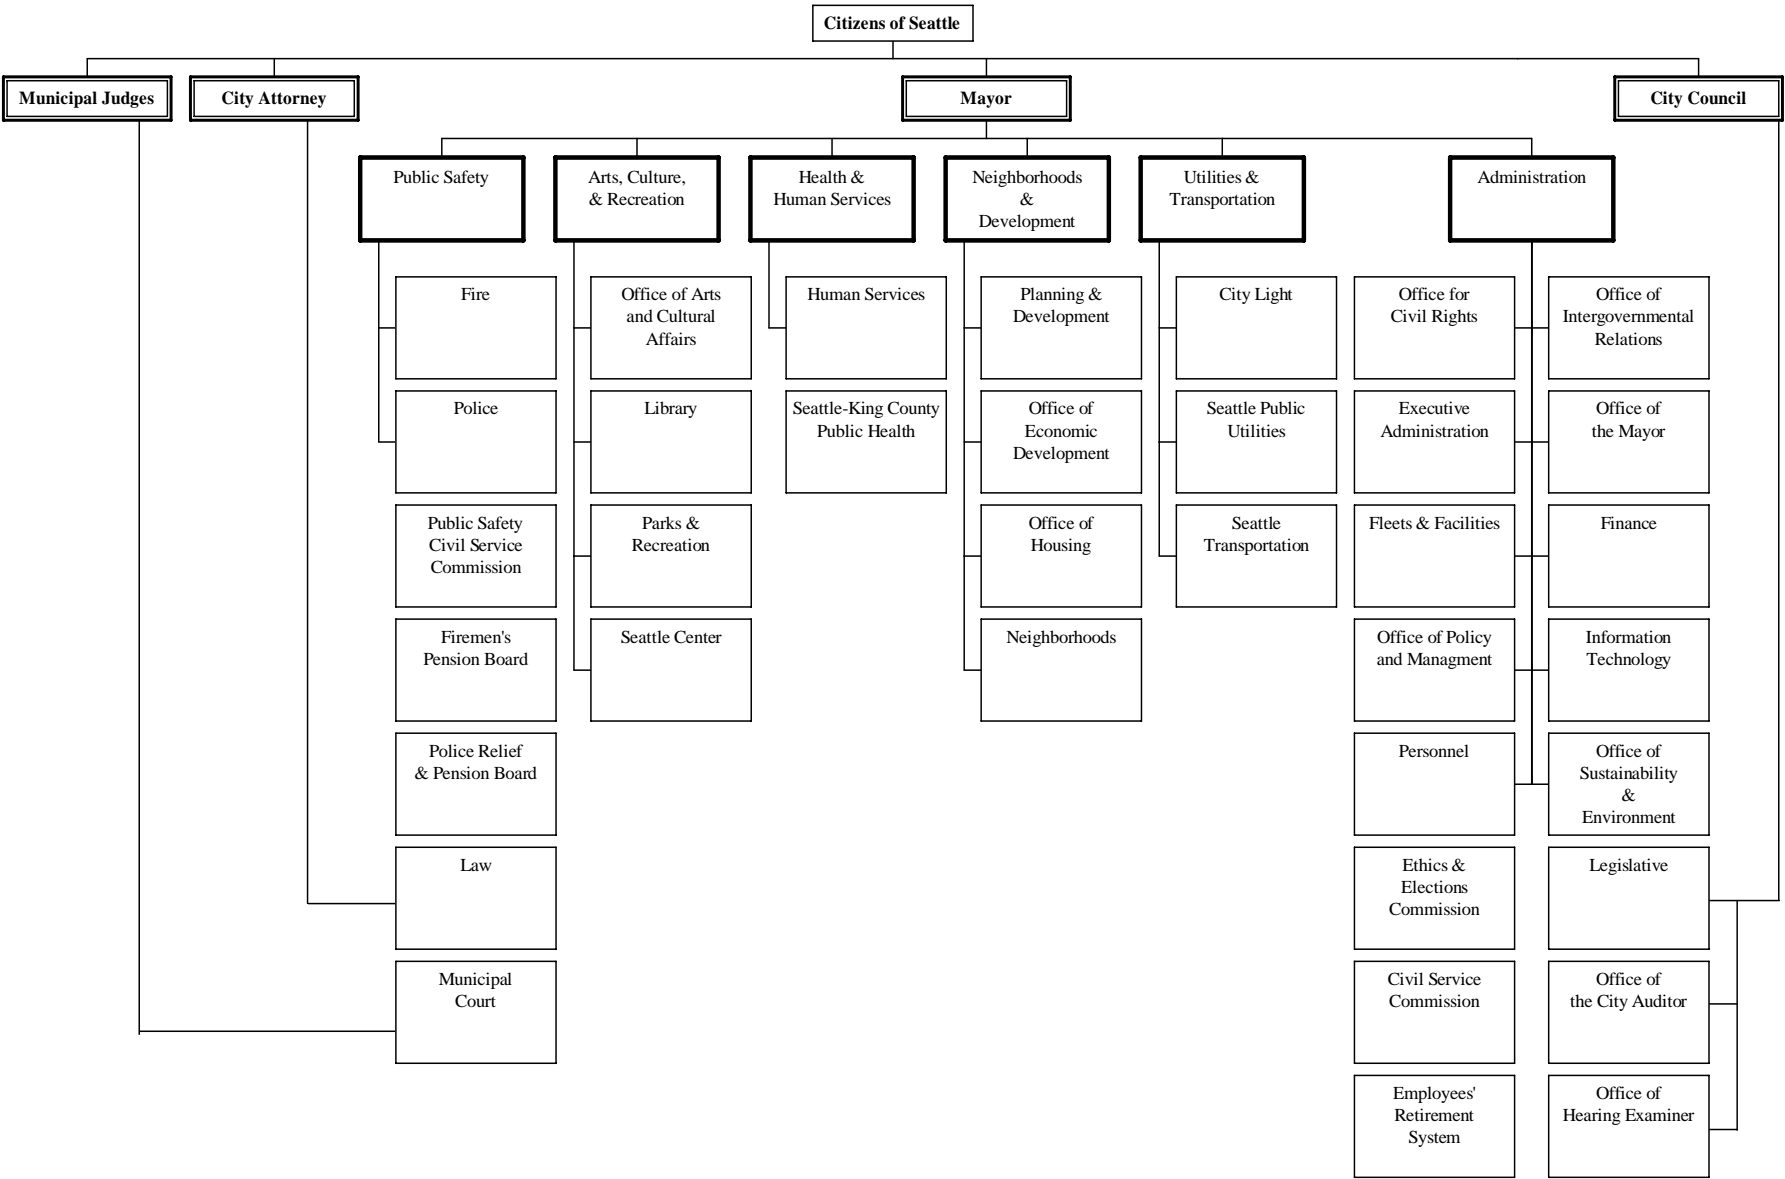 Citizens of Seattle
Municipal Judges
City Attorney
Mayor
City Council
Public Safety
Arts, Culture,
& Recreation
Health &
Human Services
Neighborhoods
&
Development
Utilities &
Transportation
Administration
Fire
Office of Arts
and Cultural
Affairs
Human Services
Planning &
Development
City Light
Office for
Civil Rights
Office of
Intergovernmental
Relations
Police
Library
Seattle-King County
Public Health
Office of
Economic
Development
Seattle Public
Utilities
Executive
Administration
Office of
the Mayor
Public Safety
Civil Service
Commission
Parks &
Recreation
Office of
Housing
Seattle
Transportation
Fleets & Facilities
Finance
Firemen's
Pension Board
Seattle Center
Neighborhoods
Office of Policy
and Managment
Information
Technology
Police Relief
& Pension Board
Personnel
Office of
Sustainability
&
Environment
Law
Ethics &
Elections
Commission
Legislative
Municipal
Court
Civil Service
Commission
Office of
the City Auditor
Employees'
Retirement
System
Office of
Hearing Examiner